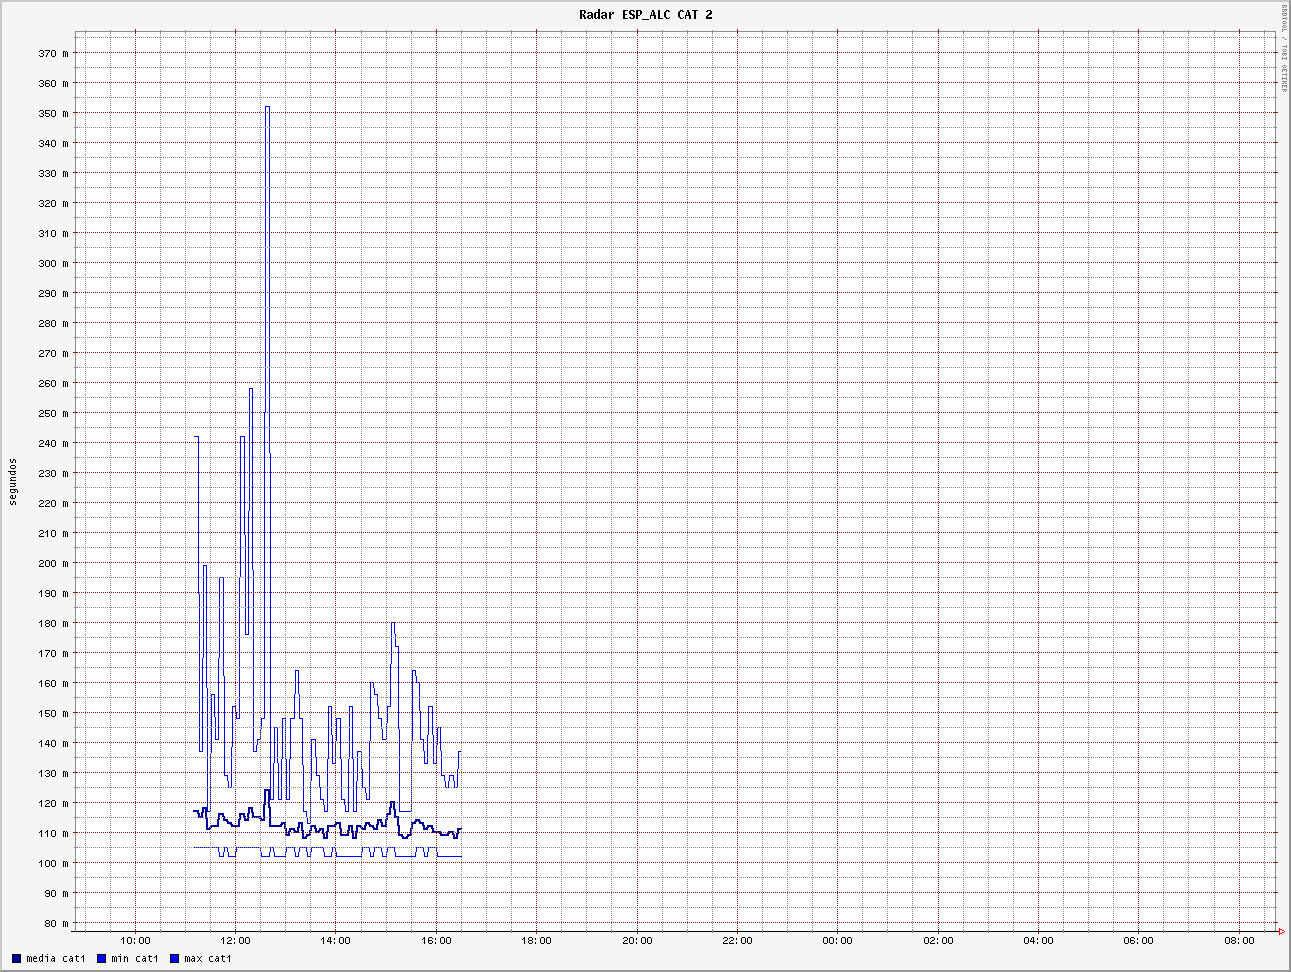 Radar ESP_ALC CAT 2
RRDTOOL / TOBI OETIKER
370 m
360 m
350 m
340 m
330 m
320 m
310 m
300 m
290 m
280 m
270 m
260 m
250 m
240 m
230 m
220 m
210 m
200 m
190 m
180 m
170 m
160 m
150 m
140 m
130 m
120 m
110 m
100 m
90 m
80 m
segundos
10:00 12:00 14:00 16:00 18:00 20:00 22:00 00:00 02:00 04:00 06:00 08:00
media cat1 min cat1 max cat1